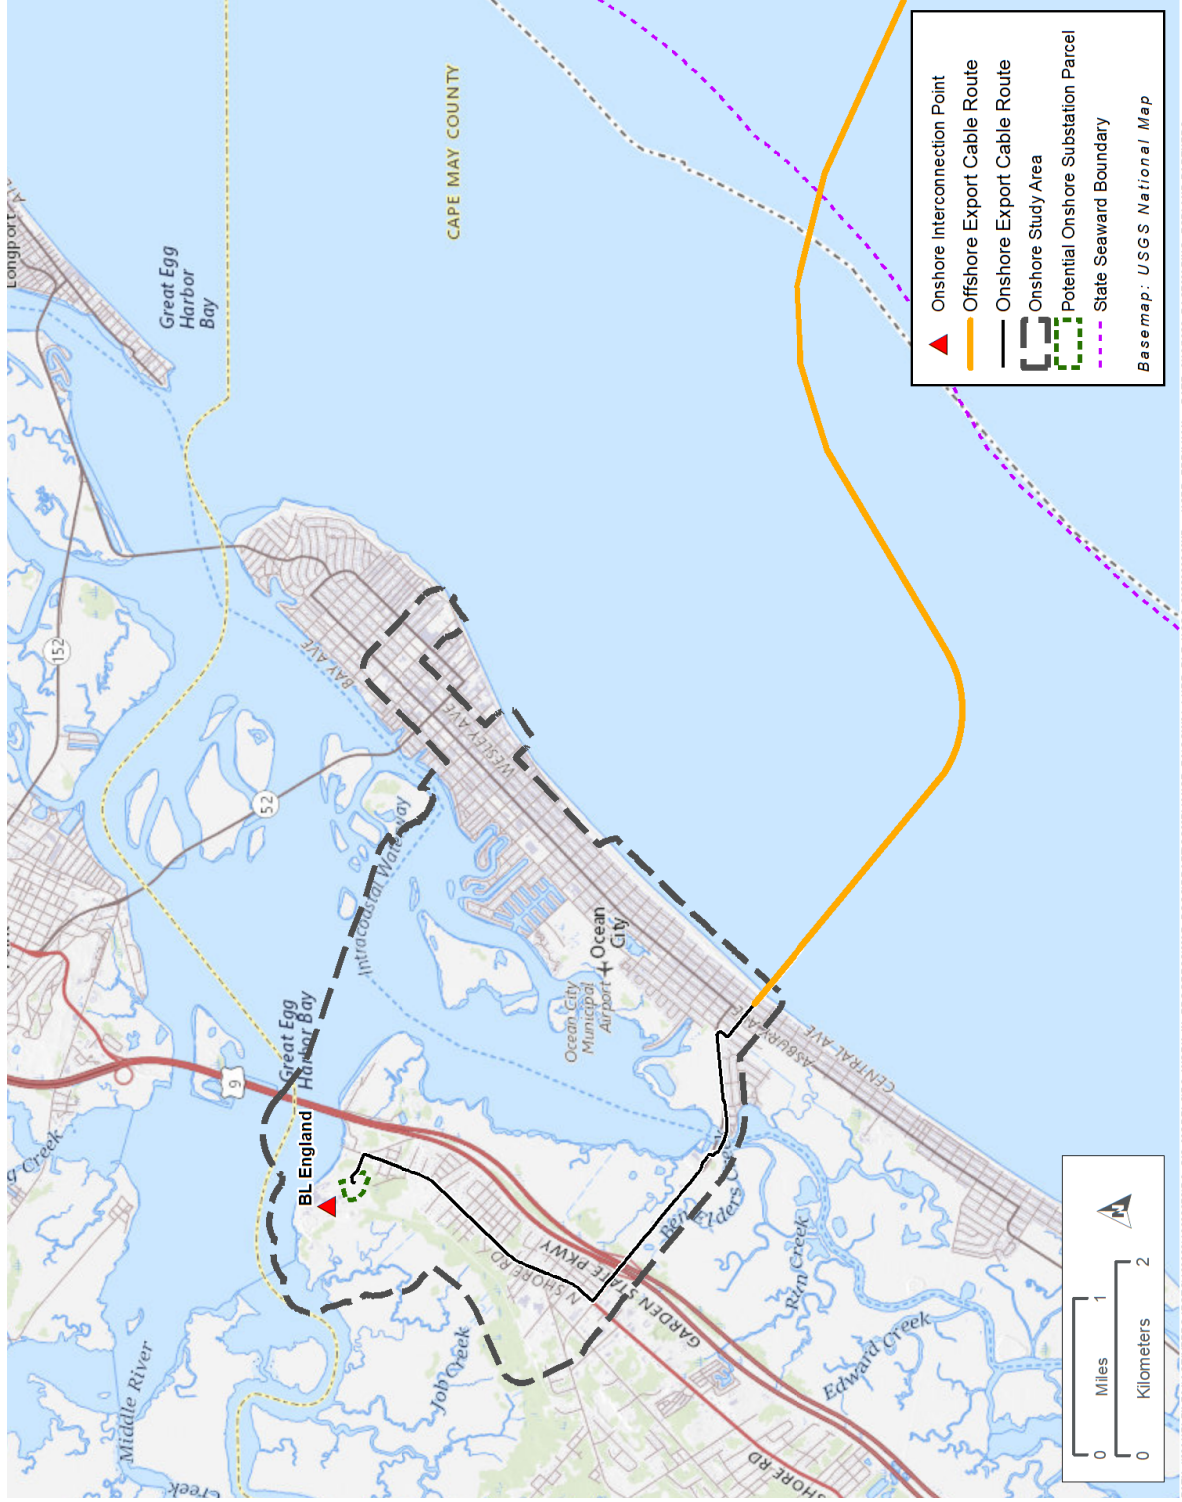 Longport
Great Egg
Harbor
Bay
CAPE MAY COUNTY
152
BAY AVE
WESLEY AVE
52
Intracoastal Waterway
Ocean
City
Ocean City
Municipal
Airport
Great Egg
Harbor Bay
9
BL England
ASBURY AVE
CENTRAL AVE
N SHORE RD
GARDEN STATE PKWY
Elders
Run Creek
Edward Creek
Job Creek
Middle River
Creek
Creek
SHORE RD
Onshore Interconnection Point
Offshore Export Cable Route
Onshore Export Cable Route
Onshore Study Area
Potential Onshore Substation Parcel
State Seaward Boundary
Basemap: USGS National Map
N
0 1
Miles
0 2
Kilometers